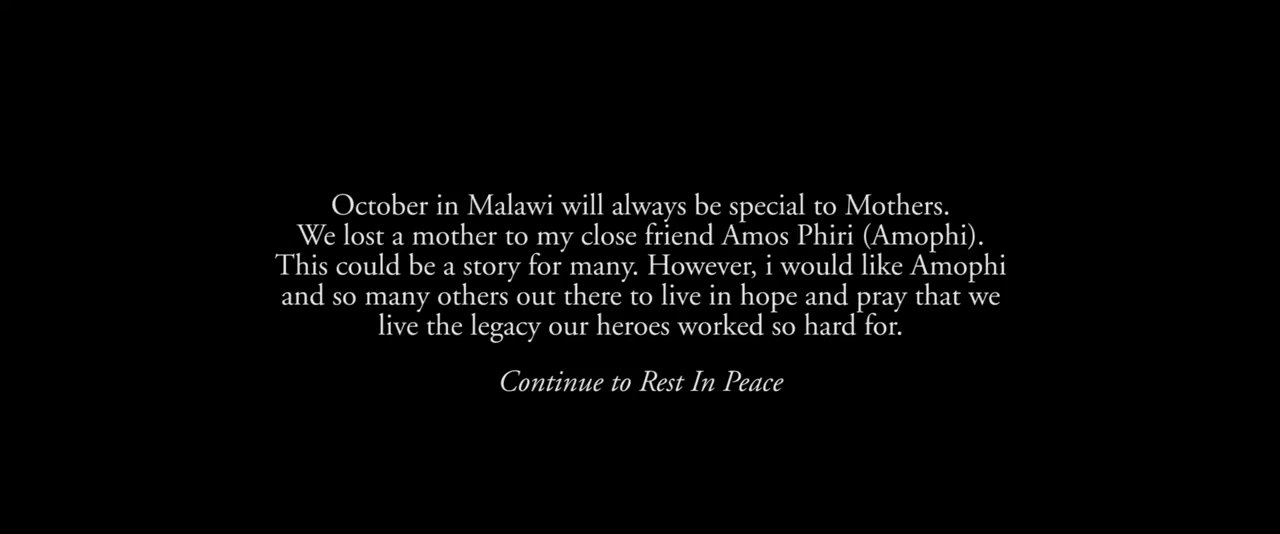 October in Malawi will always be special to Mothers.
We lost a mother to my close friend Amos Phiri (Amophi).
This could be a story for many. However, i would like Amophi
and so many others out there to live in hope and pray that we
live the legacy our heroes worked so hard for.
Continue to Rest In Peace